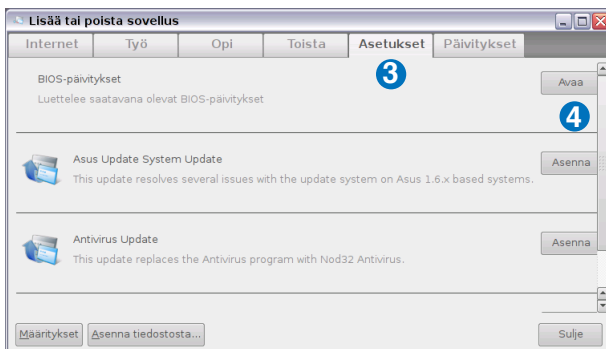 Lisää tai poista sovellus
Internet Työ Opi Toista Asetukset Päivitykset
3
BIOS-päivitykset
Avaa
Luettelee saatavana olevat BIOS-päivitykset
4
Asus Update System Update
Asenna
This update resolves several issues with the update system on Asus 1.6.x based systems.
Antivirus Update
Asenna
This update replaces the Antivirus program with Nod32 Antivirus.
Määritykset Asenna tiedostosta... Sulje